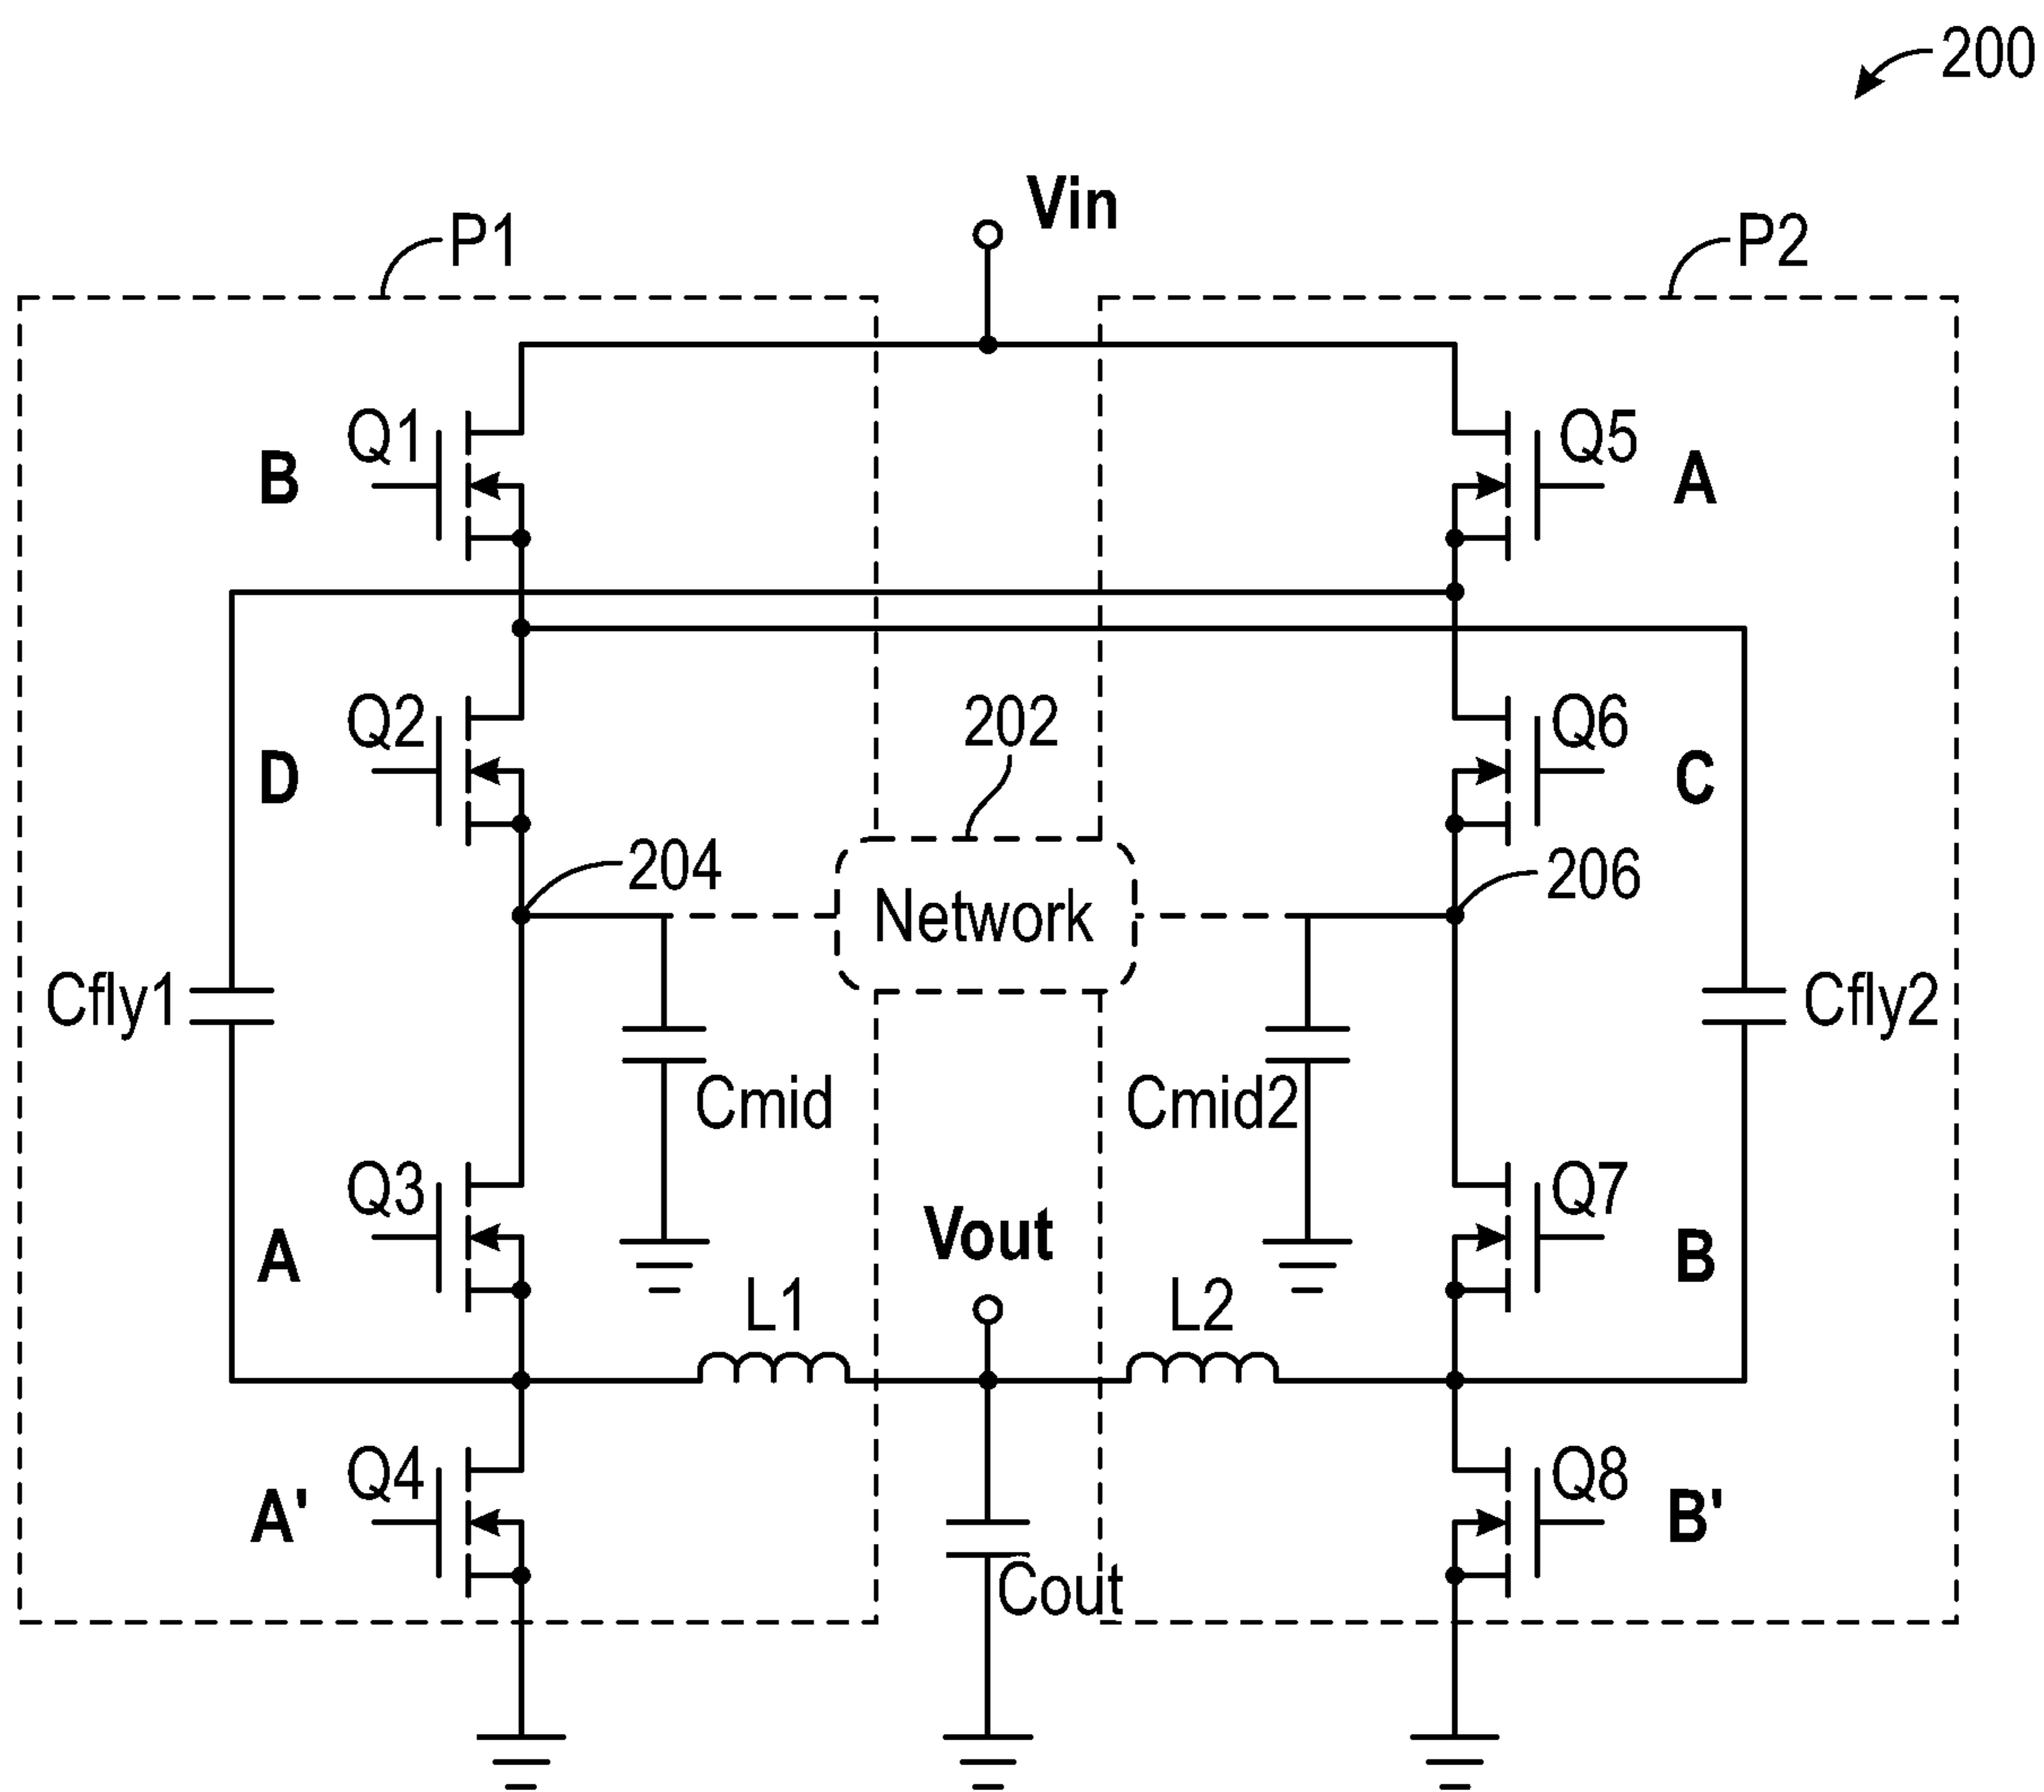 200
Vin
P1
P2
Q1
Q5
B
A
Q2
202
Q6
D
C
204
206
Network
Cfly1
Cfly2
Cmid
Cmid2
Q3
Q7
A
Vout
B
L1
L2
Q4
Q8
A'
B'
Cout